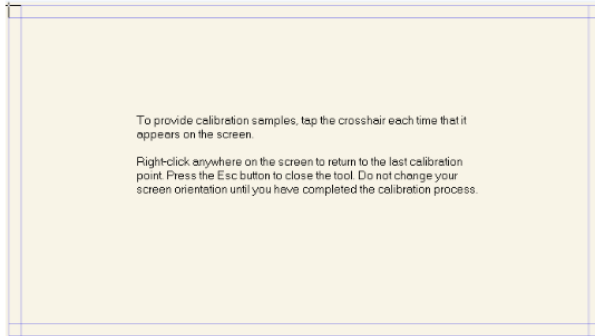 To provide calibration samples, tap the crosshair each time that it
appears on the screen.
Right-click anywhere on the screen to return to the last calibration
point. Press the Esc button to close the tool. Do not change your
screen orientation until you have completed the calibration process.